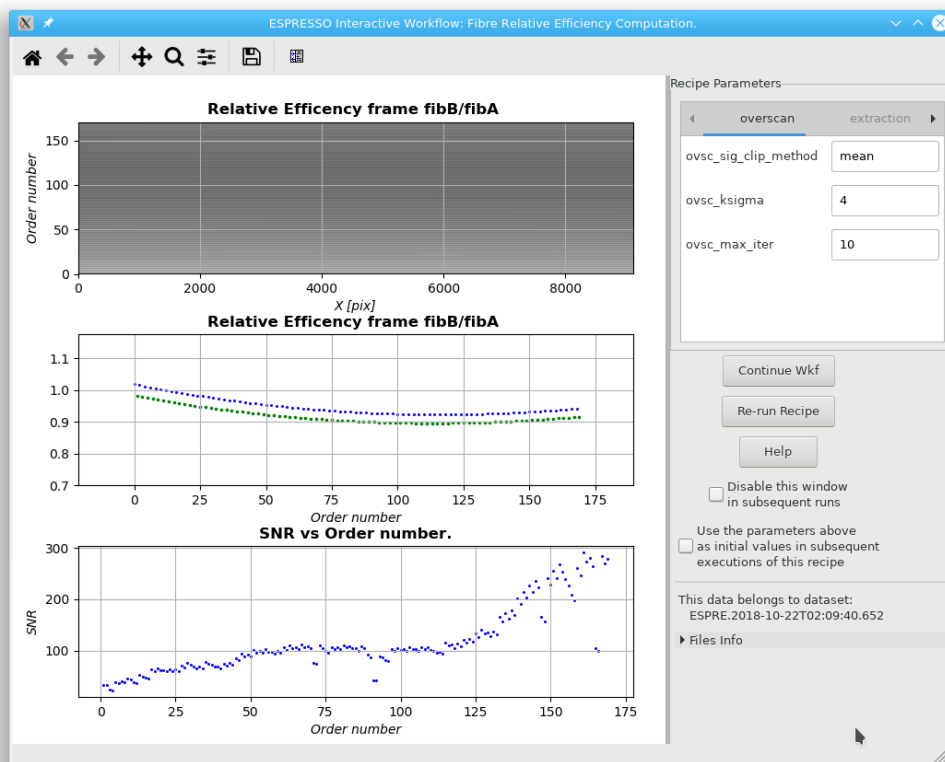 ESPRESSO Interactive Workflow: Fibre Relative Efficiency Computation.
Relative Efficency frame fibB/fibA
Order number
150
100
50
0
0 2000 4000 6000 8000
X [pix]
Relative Efficency frame fibB/fibA
1.1
1.0
0.9
0.8
0.7
0 25 50 75 100 125 150 175
Order number
SNR vs Order number.
SNR
300
200
100
0 25 50 75 100 125 150 175
Order number
Recipe Parameters
overscan extraction
ovsc_sig_clip_method mean
ovsc_ksigma 4
ovsc_max_iter 10
Continue Wkf
Re-run Recipe
Help
Disable this window
in subsequent runs
Use the parameters above
as initial values in subsequent
executions of this recipe
This data belongs to dataset:
ESPRE.2018-10-22T02:09:40.652
Files Info